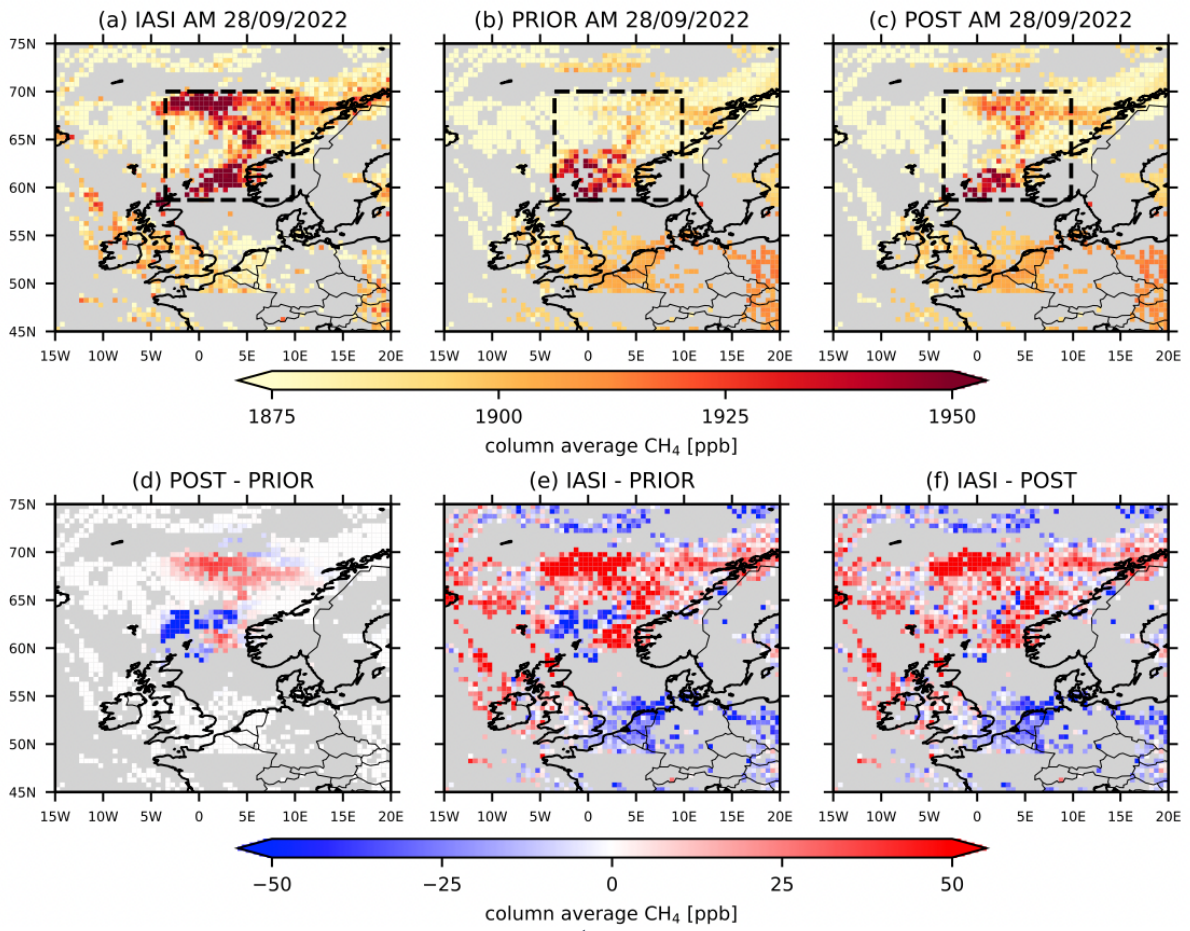 (a) IASI AM 28/09/2022 (b) PRIOR AM 28/09/2022 (c) POST AM 28/09/2022
75N
70N
65N
60N
55N
50N
45N
15W 10W 5W 0 5E 10E 15E 20E 15W 10W 5W 0 5E 10E 15E 20E 15W 10W 5W 0 5E 10E 15E 20E
1875 1900 1925 1950
column average CH₄ [ppb]
(d) POST - PRIOR (e) IASI - PRIOR (f) IASI - POST
75N
70N
65N
60N
55N
50N
45N
15W 10W 5W 0 5E 10E 15E 20E 15W 10W 5W 0 5E 10E 15E 20E 15W 10W 5W 0 5E 10E 15E 20E
−50 −25 0 25 50
column average CH₄ [ppb]